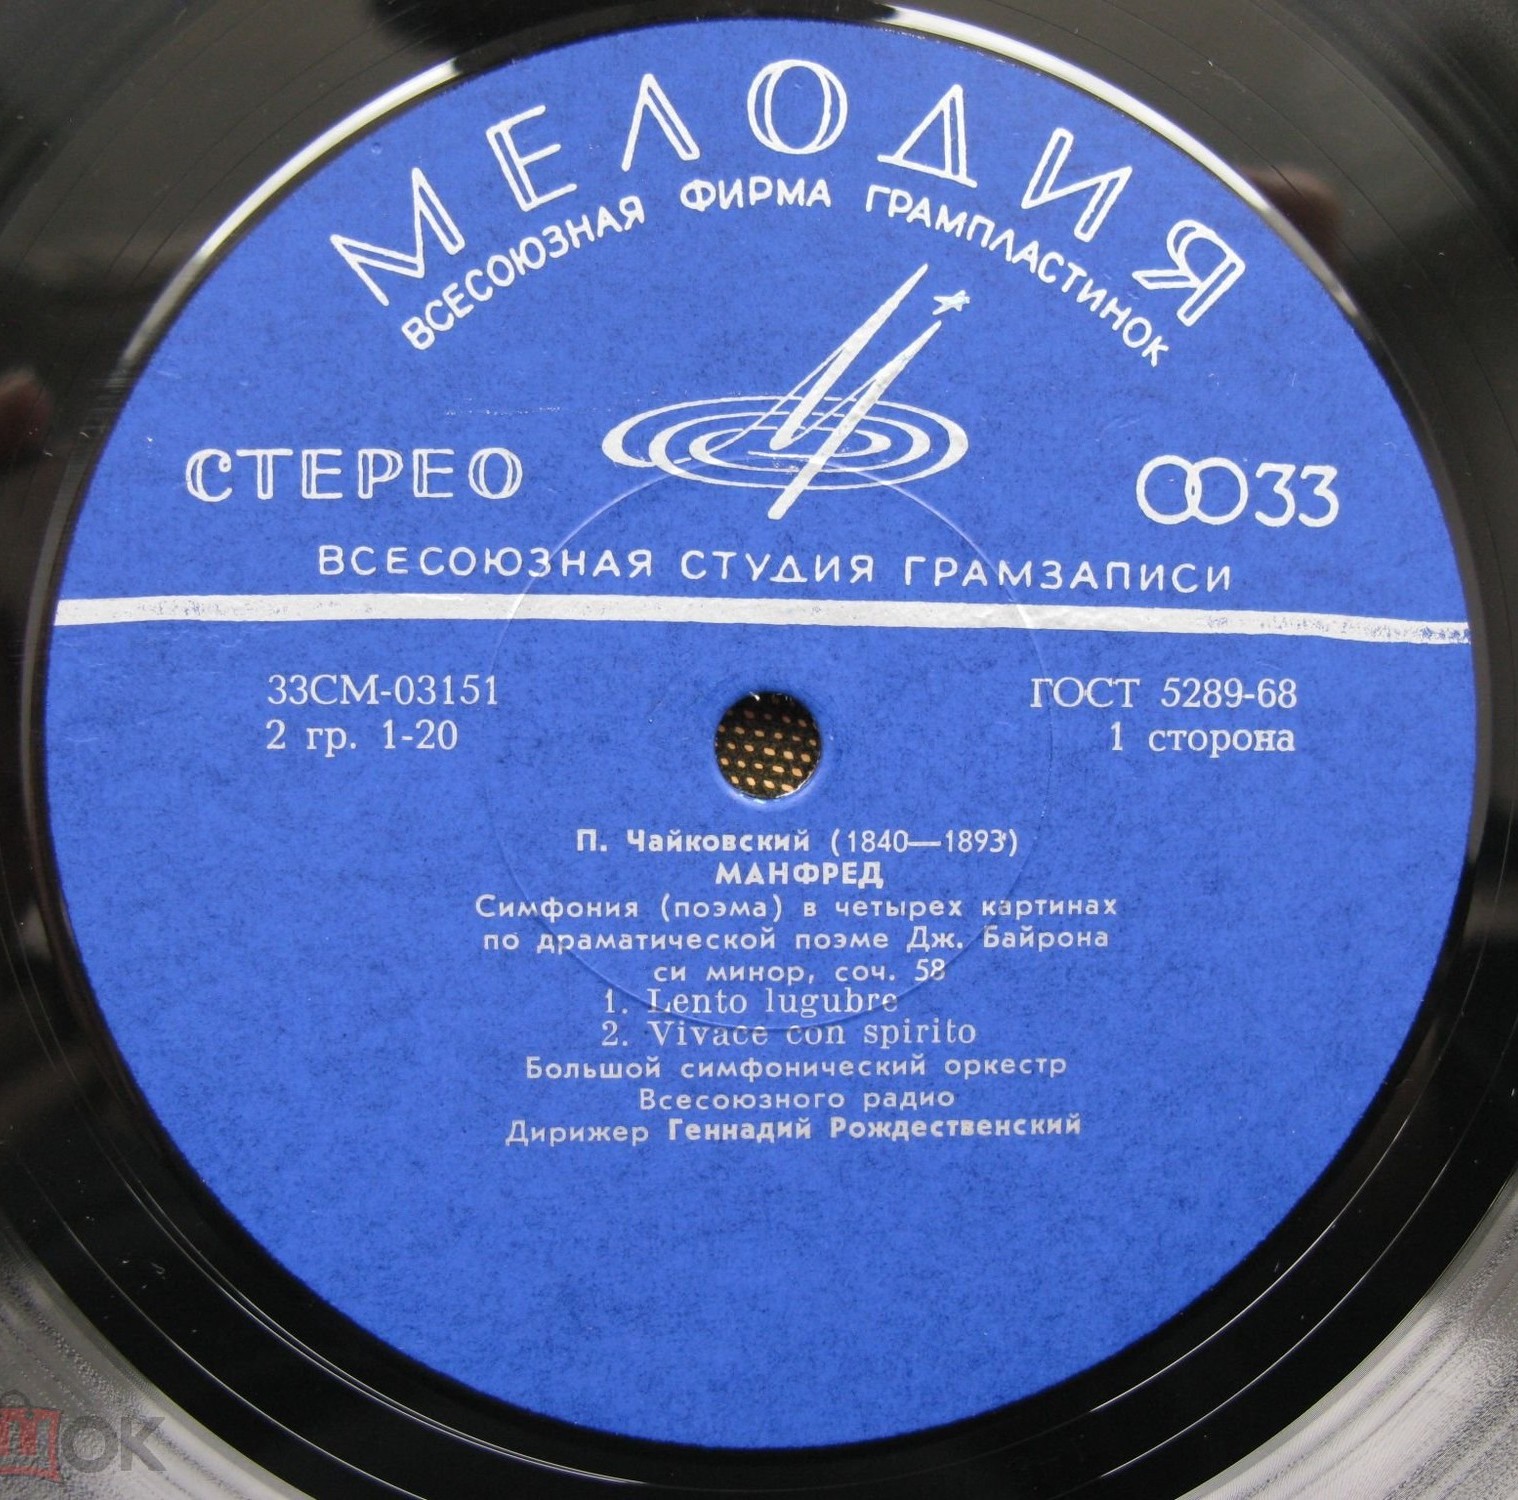 МЕЛОДИЯ
ВСЕСОЮЗНАЯ ФИРМА ГРАМПЛАСТИНОК
СТЕРЕО
33
ВСЕСОЮЗНАЯ СТУДИЯ ГРАМЗАПИСИ
33СМ-03151
ГОСТ 5289-68
2 гр. 1-20
1 сторона
П. Чайковский (1840—1893)
МАНФРЕД
Симфония (поэма) в четырех картинах
по драматической поэме Дж. Байрона
си минор, соч. 58
1. Lento lugubre
2. Vivace con spirito
Большой симфонический оркестр
Всесоюзного радио
Дирижер Геннадий Рождественский
мок